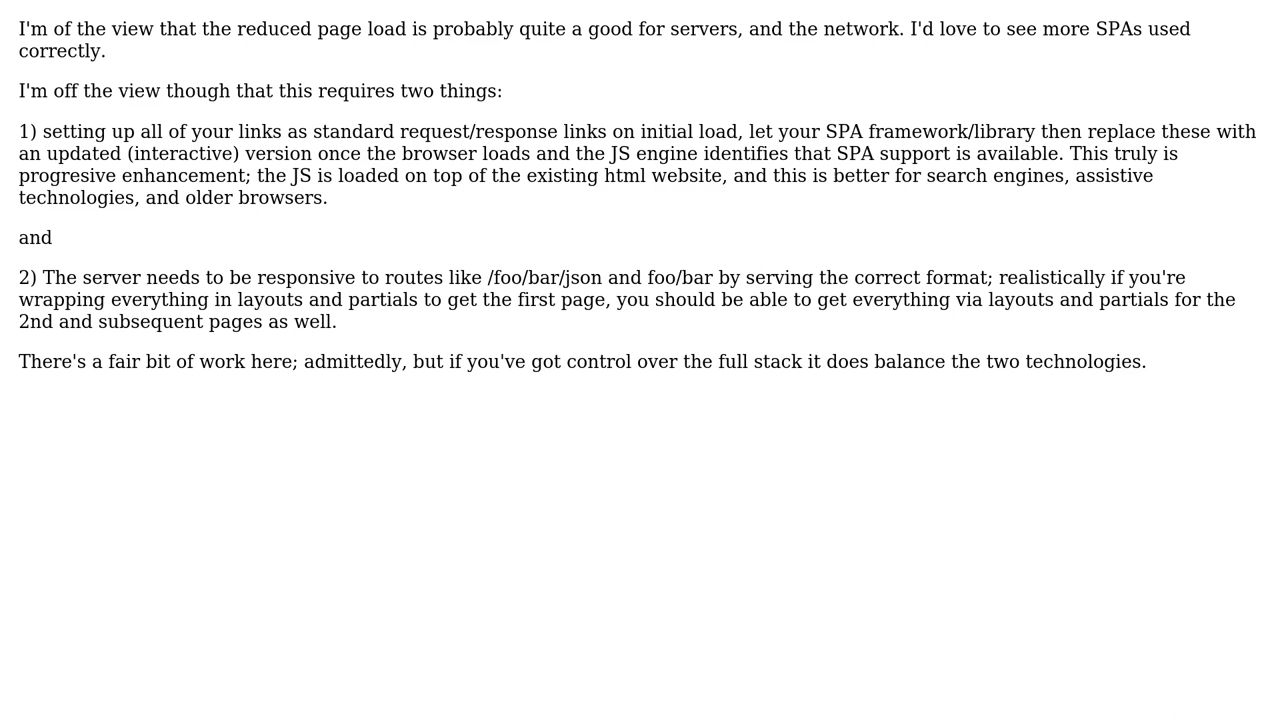 I'm of the view that the reduced page load is probably quite a good for servers, and the network. I'd love to see more SPAs used
correctly.
I'm off the view though that this requires two things:
1) setting up all of your links as standard request/response links on initial load, let your SPA framework/library then replace these with
an updated (interactive) version once the browser loads and the JS engine identifies that SPA support is available. This truly is
progresive enhancement; the JS is loaded on top of the existing html website, and this is better for search engines, assistive
technologies, and older browsers.
and
2) The server needs to be responsive to routes like /foo/bar/json and foo/bar by serving the correct format; realistically if you're
wrapping everything in layouts and partials to get the first page, you should be able to get everything via layouts and partials for the
2nd and subsequent pages as well.
There's a fair bit of work here; admittedly, but if you've got control over the full stack it does balance the two technologies.